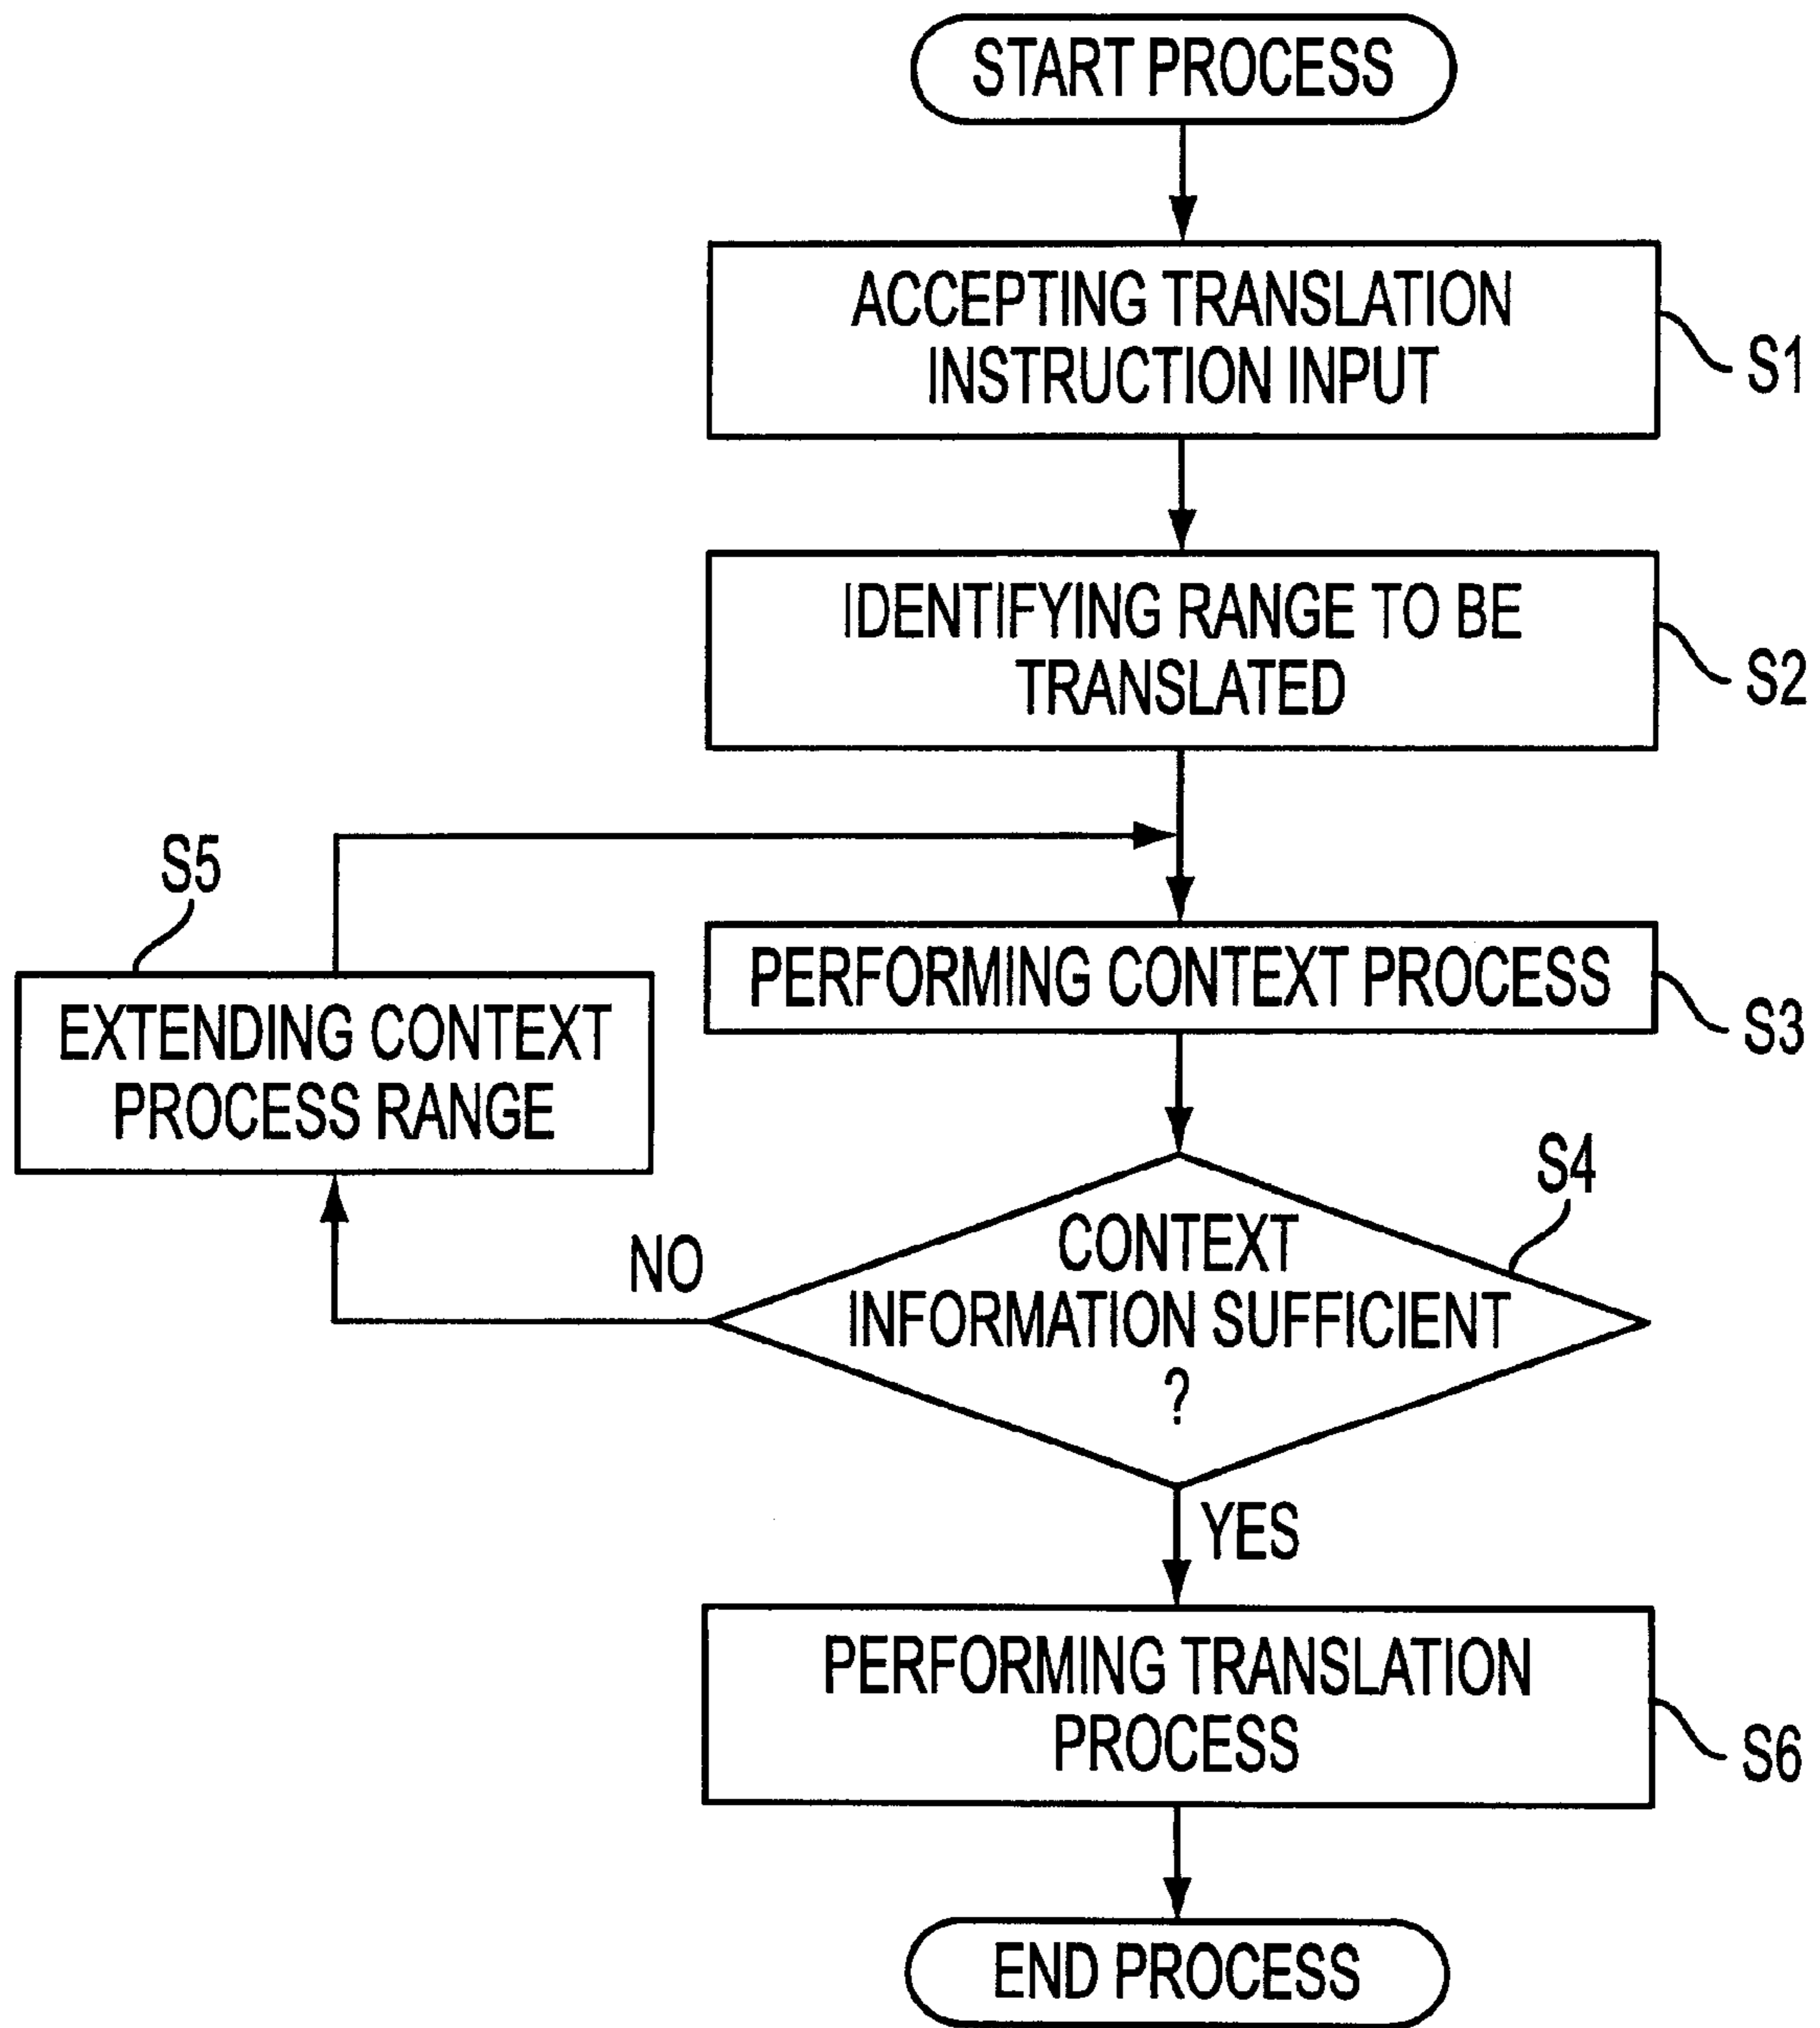 START PROCESS
ACCEPTING TRANSLATION
INSTRUCTION INPUT
S1
IDENTIFYING RANGE TO BE
TRANSLATED
S2
S5
EXTENDING CONTEXT
PROCESS RANGE
PERFORMING CONTEXT PROCESS
S3
S4
CONTEXT
INFORMATION SUFFICIENT
?
NO
YES
PERFORMING TRANSLATION
PROCESS
S6
END PROCESS